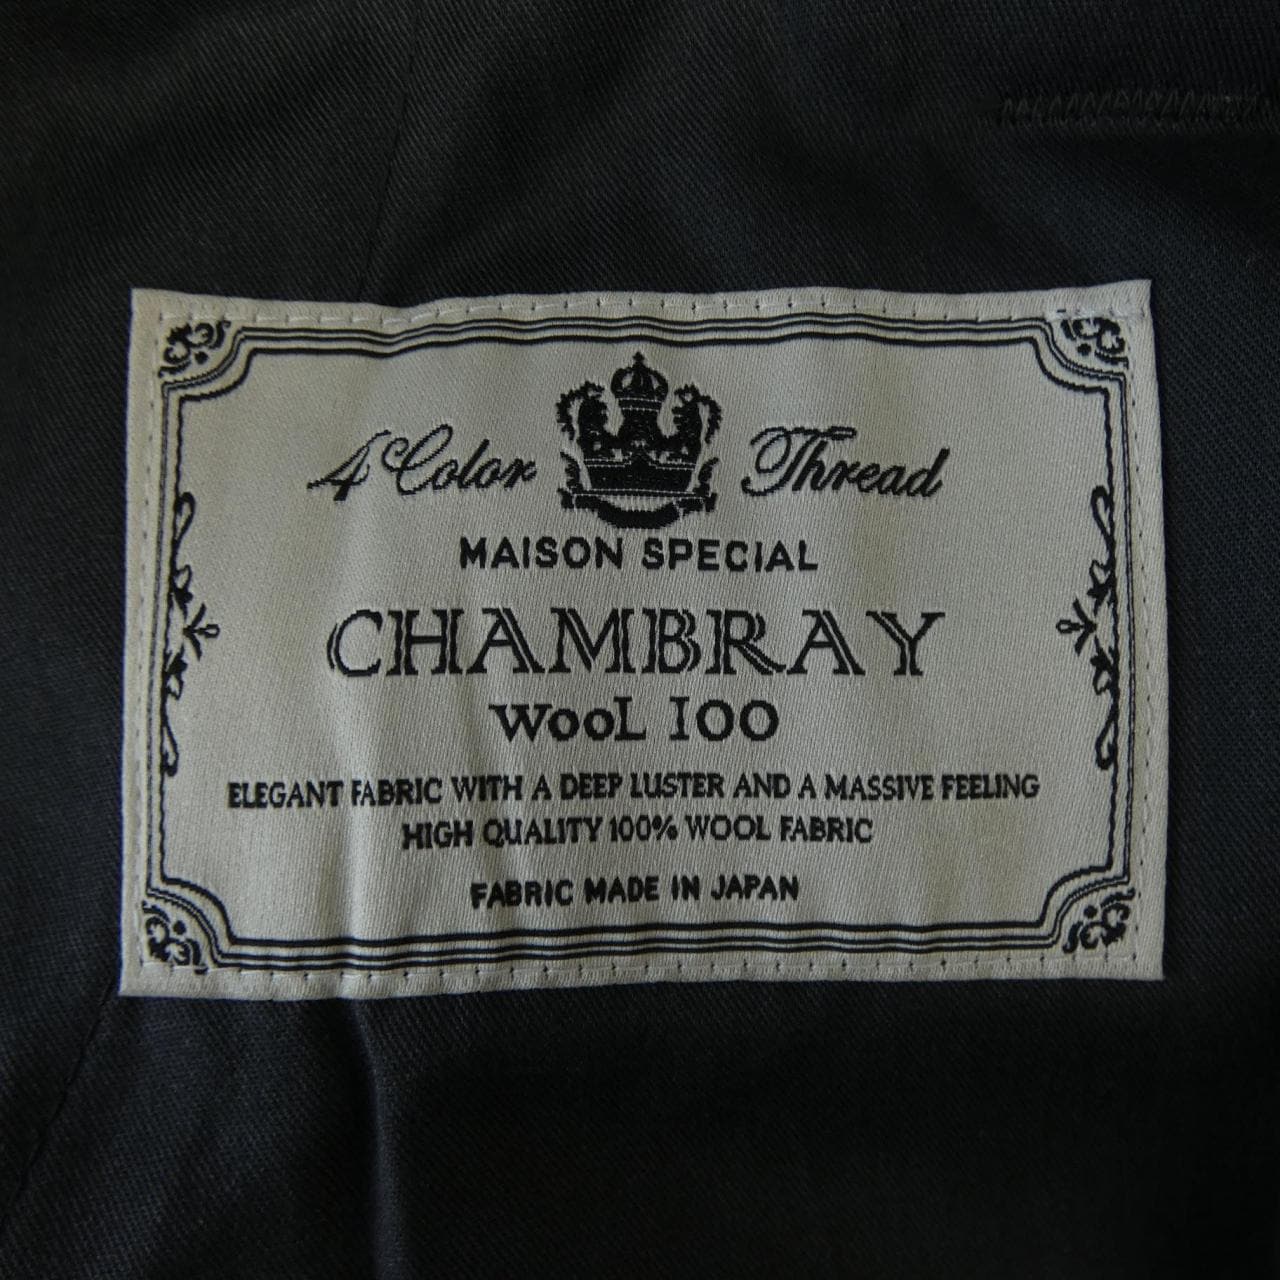 4 Color Thread
MAISON SPECIAL
CHAMBRAY
WOOL 100
ELEGANT FABRIC WITH A DEEP LUSTER AND A MASSIVE FEELING
HIGH QUALITY 100% WOOL FABRIC
FABRIC MADE IN JAPAN